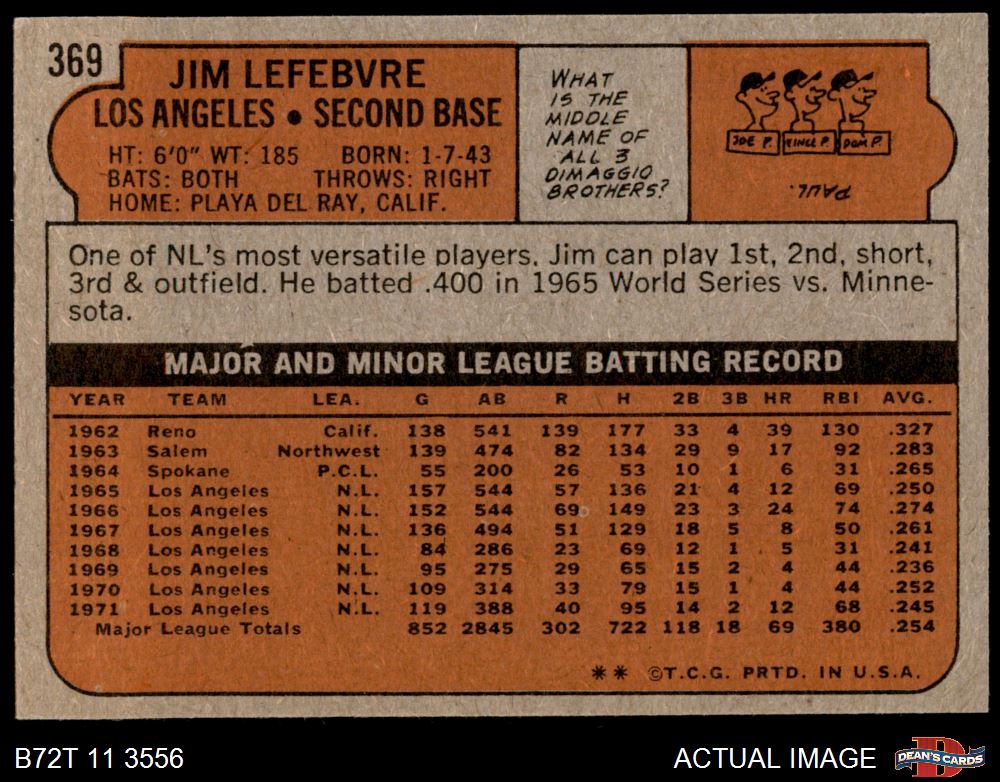 369
JIM LEFEBVRE
LOS ANGELES • SECOND BASE
HT: 6'0" WT: 185 BORN: 1-7-43
BATS: BOTH THROWS: RIGHT
HOME: PLAYA DEL RAY, CALIF.
WHAT
IS THE
MIDDLE
NAME OF
ALL 3
DIMAGGIO
BROTHERS?
JOE P. VINCE P. DOM P.
PAUL.
One of NL's most versatile players. Jim can play 1st, 2nd, short,
3rd & outfield. He batted .400 in 1965 World Series vs. Minne-
sota.
MAJOR AND MINOR LEAGUE BATTING RECORD
YEAR TEAM LEA. G AB R H 2B 3B HR RBI AVG.
1962 Reno Calif. 138 541 139 177 33 4 39 130 .327
1963 Salem Northwest 139 474 82 134 29 9 17 92 .283
1964 Spokane P.C.L. 55 200 26 53 10 1 6 31 .265
1965 Los Angeles N.L. 157 544 57 136 21 4 12 69 .250
1966 Los Angeles N.L. 152 544 69 149 23 3 24 74 .274
1967 Los Angeles N.L. 136 494 51 129 18 5 8 50 .261
1968 Los Angeles N.L. 84 286 23 69 12 1 5 31 .241
1969 Los Angeles N.L. 95 275 29 65 15 2 4 44 .236
1970 Los Angeles N.L. 109 314 33 79 15 1 4 44 .252
1971 Los Angeles N.L. 119 388 40 95 14 2 12 68 .245
Major League Totals 852 2845 302 722 118 18 69 380 .254
** ©T.C.G. PRTD. IN U.S.A.
B72T 11 3556 ACTUAL IMAGE
D
DEAN'S CARDS